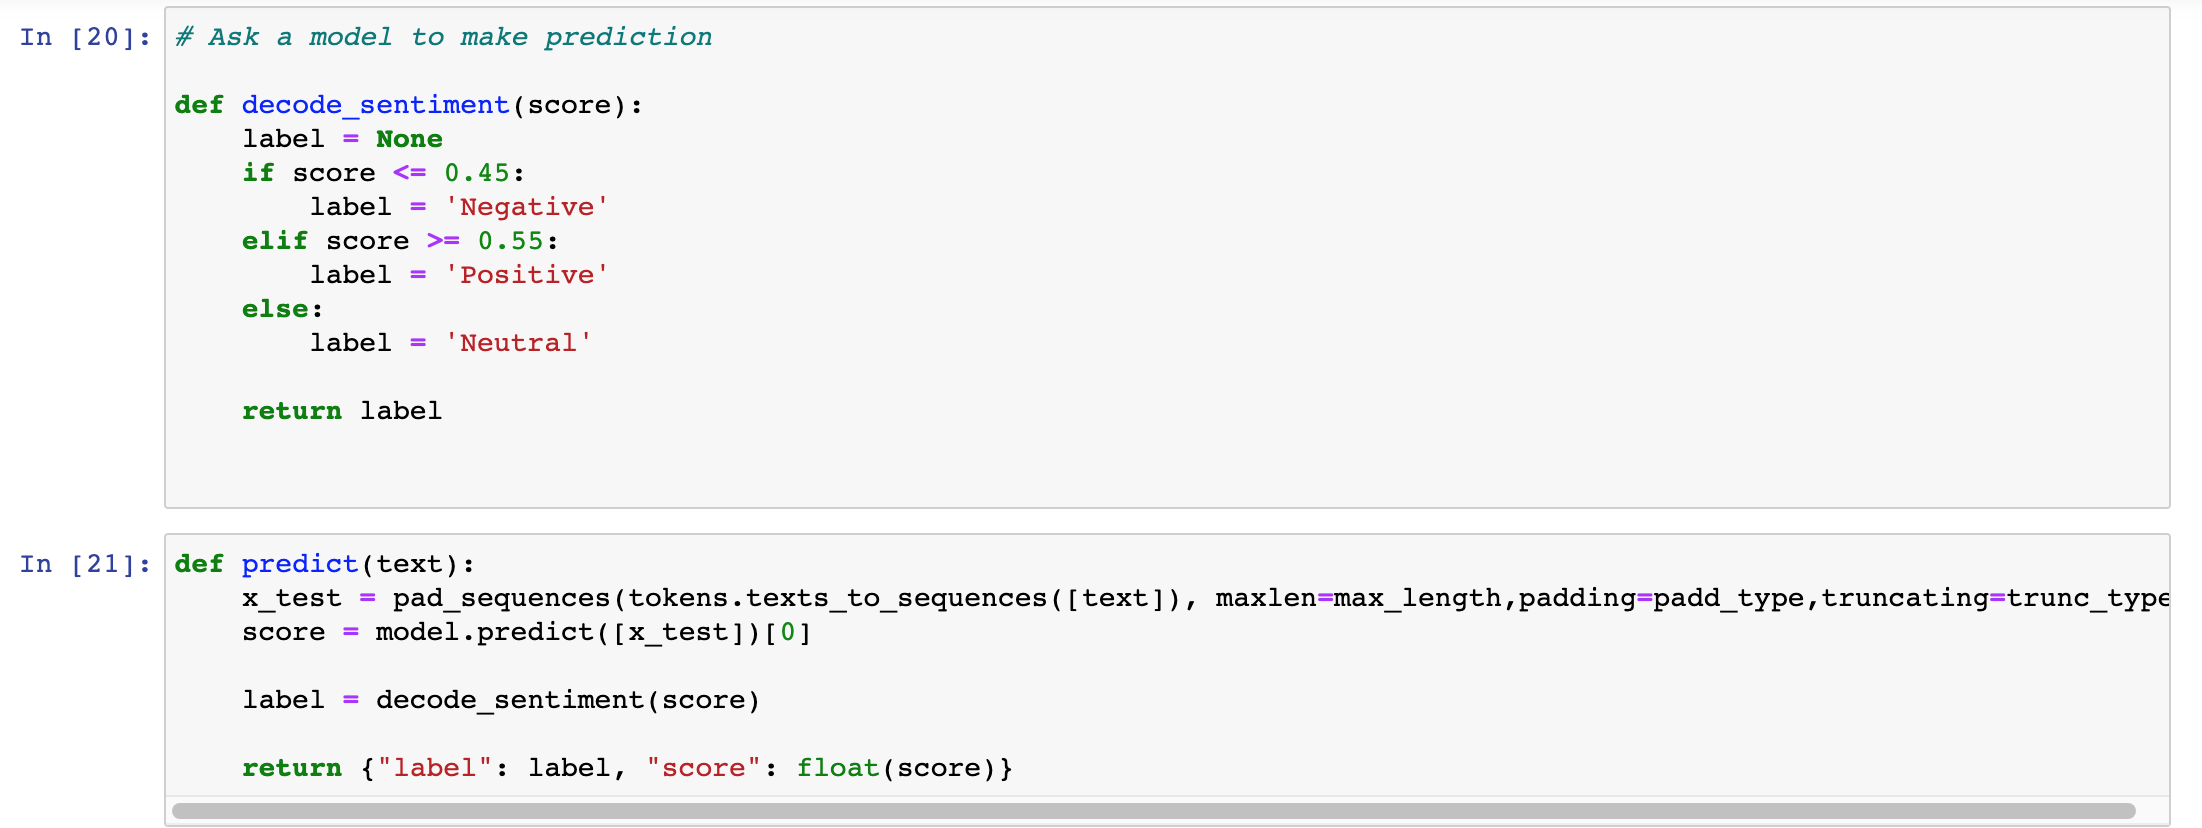 In [20]:
# Ask a model to make prediction
def decode_sentiment(score):
    label = None
    if score <= 0.45:
        label = 'Negative'
    elif score >= 0.55:
        label = 'Positive'
    else:
        label = 'Neutral'
    return label
In [21]:
def predict(text):
    x_test = pad_sequences(tokens.texts_to_sequences([text]), maxlen=max_length,padding=padd_type,truncating=trunc_type
    score = model.predict([x_test])[0]
    label = decode_sentiment(score)
    return {"label": label, "score": float(score)}